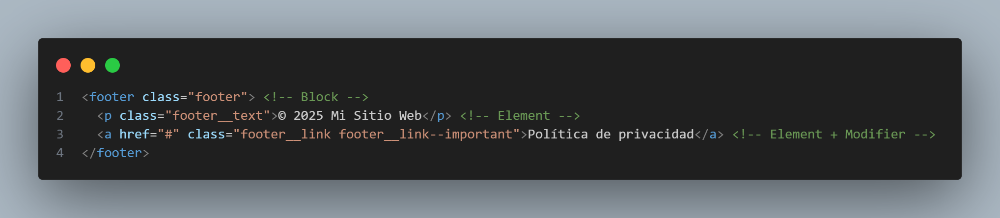 1 <footer class="footer"> <!-- Block -->
2   <p class="footer__text">© 2025 Mi Sitio Web</p> <!-- Element -->
3   <a href="#" class="footer__link footer__link--important">Política de privacidad</a> <!-- Element + Modifier -->
4 </footer>